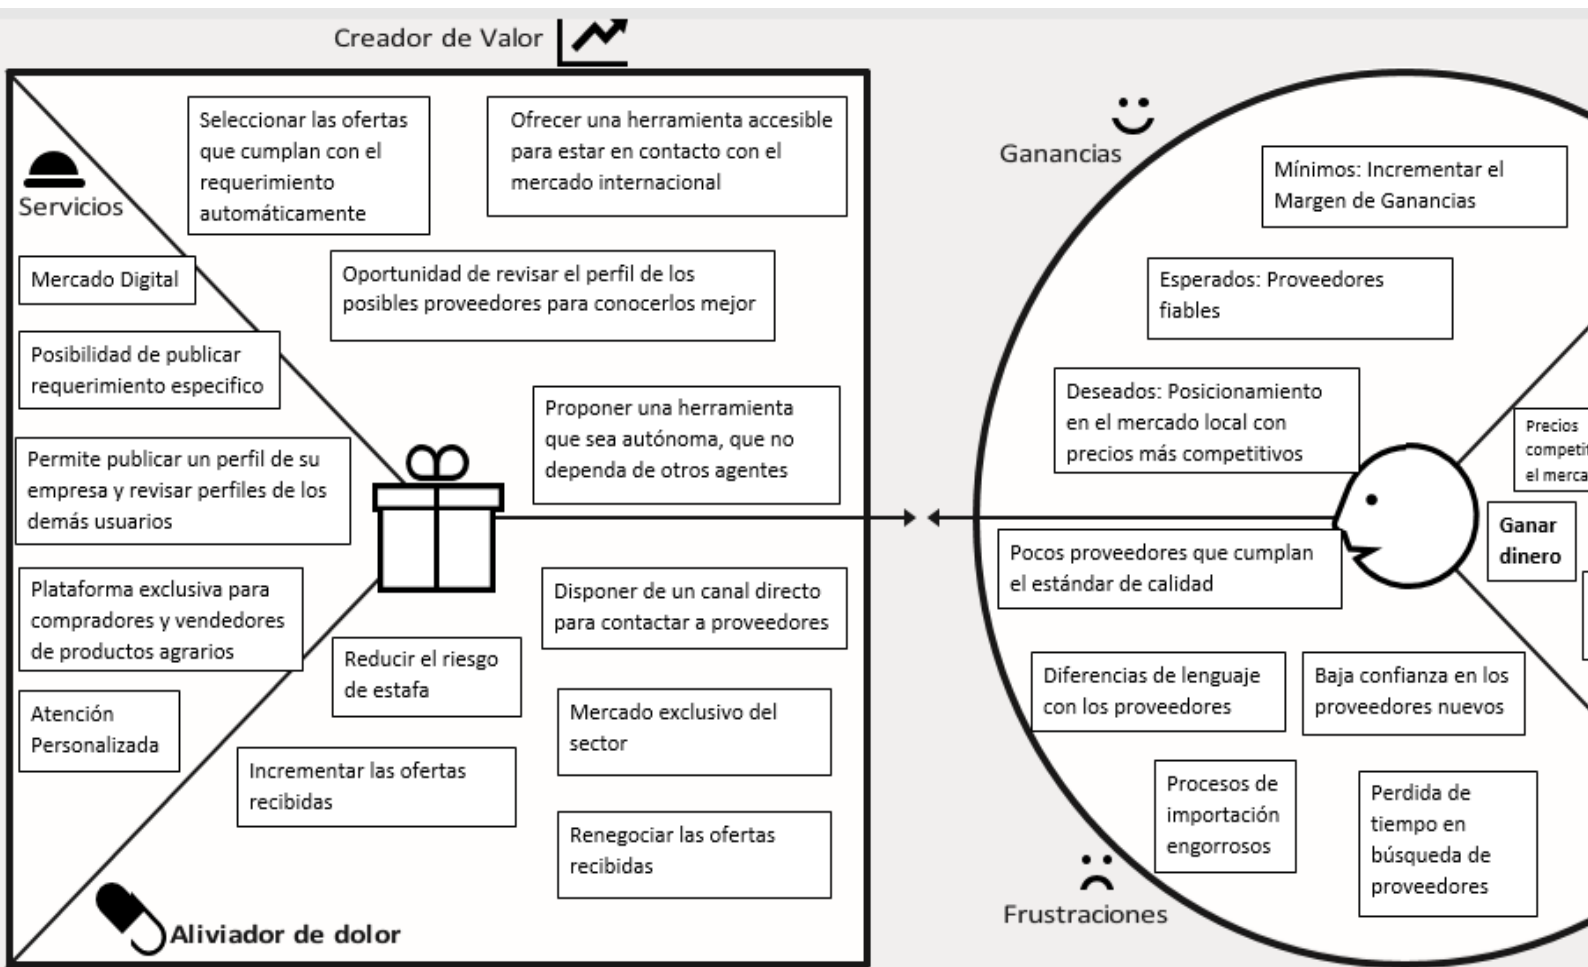 Creador de Valor
Servicios
Seleccionar las ofertas
que cumplan con el
requerimiento
automáticamente
Ofrecer una herramienta accesible
para estar en contacto con el
mercado internacional
Oportunidad de revisar el perfil de los
posibles proveedores para conocerlos mejor
Proponer una herramienta
que sea autónoma, que no
dependa de otros agentes
Mercado Digital
Posibilidad de publicar
requerimiento especifico
Permite publicar un perfil de su
empresa y revisar perfiles de los
demás usuarios
Plataforma exclusiva para
compradores y vendedores
de productos agrarios
Atención
Personalizada
Disponer de un canal directo
para contactar a proveedores
Reducir el riesgo
de estafa
Mercado exclusivo del
sector
Incrementar las ofertas
recibidas
Renegociar las ofertas
recibidas
Aliviador de dolor
Ganancias
Mínimos: Incrementar el
Margen de Ganancias
Esperados: Proveedores
fiables
Deseados: Posicionamiento
en el mercado local con
precios más competitivos
Precios
el
Ganar
dinero
Pocos proveedores que cumplan
el estándar de calidad
Diferencias de lenguaje
con los proveedores
Baja confianza en los
proveedores nuevos
Procesos de
importación
engorrosos
Perdida de
tiempo en
búsqueda de
proveedores
Frustraciones